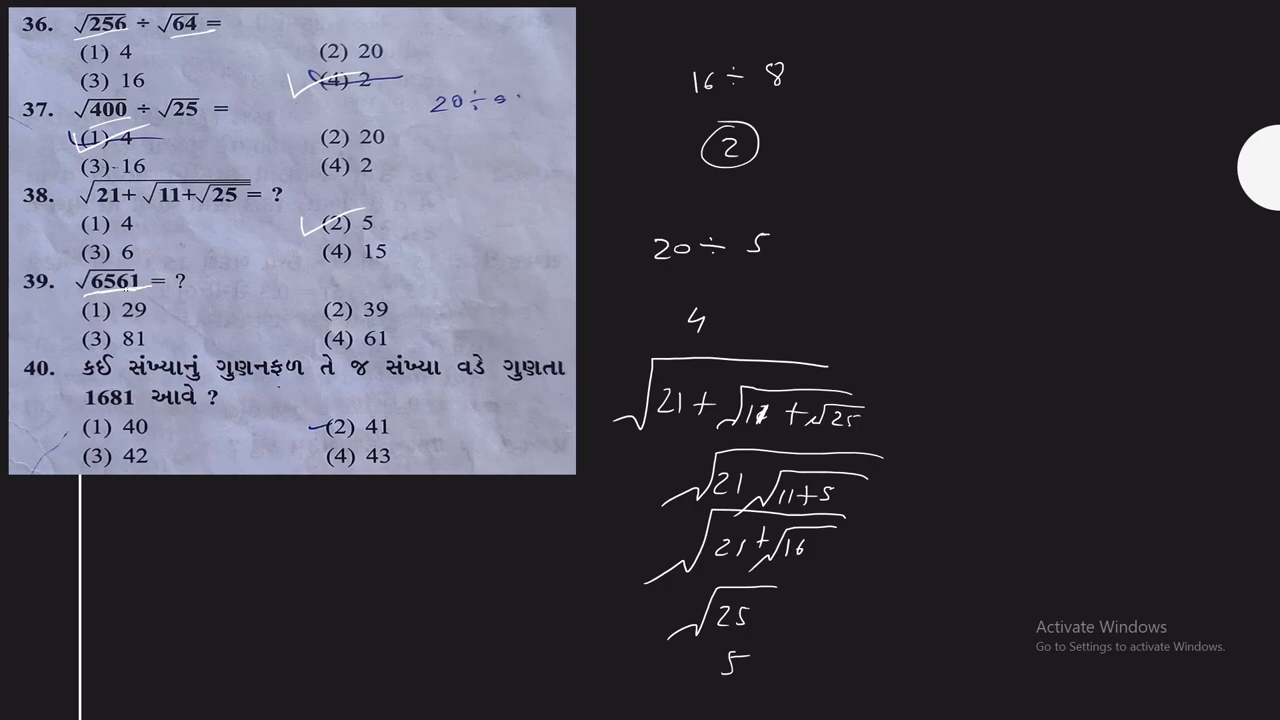 36. √256 ÷ √64 =
(1) 4 (2) 20
(3) 16 (4) 2
37. √400 ÷ √25 =
20 ÷
(1) 4 (2) 20
(3) 16 (4) 2
38. √21+ √11+√25 = ?
(1) 4 (2) 5
(3) 6 (4) 15
39. √6561 = ?
(1) 29 (2) 39
(3) 81 (4) 61
40. કઈ સંખ્યાનું ગુણનફળ તે જ સંખ્યા વડે ગુણતા
1681 આવે ?
(1) 40 (2) 41
(3) 42 (4) 43
16 ÷ 8
2
20 ÷ 5
4
√21 + √11 + √25
√21 √11+5
√21+√16
√25
5
Activate Windows
Go to Settings to activate Windows.